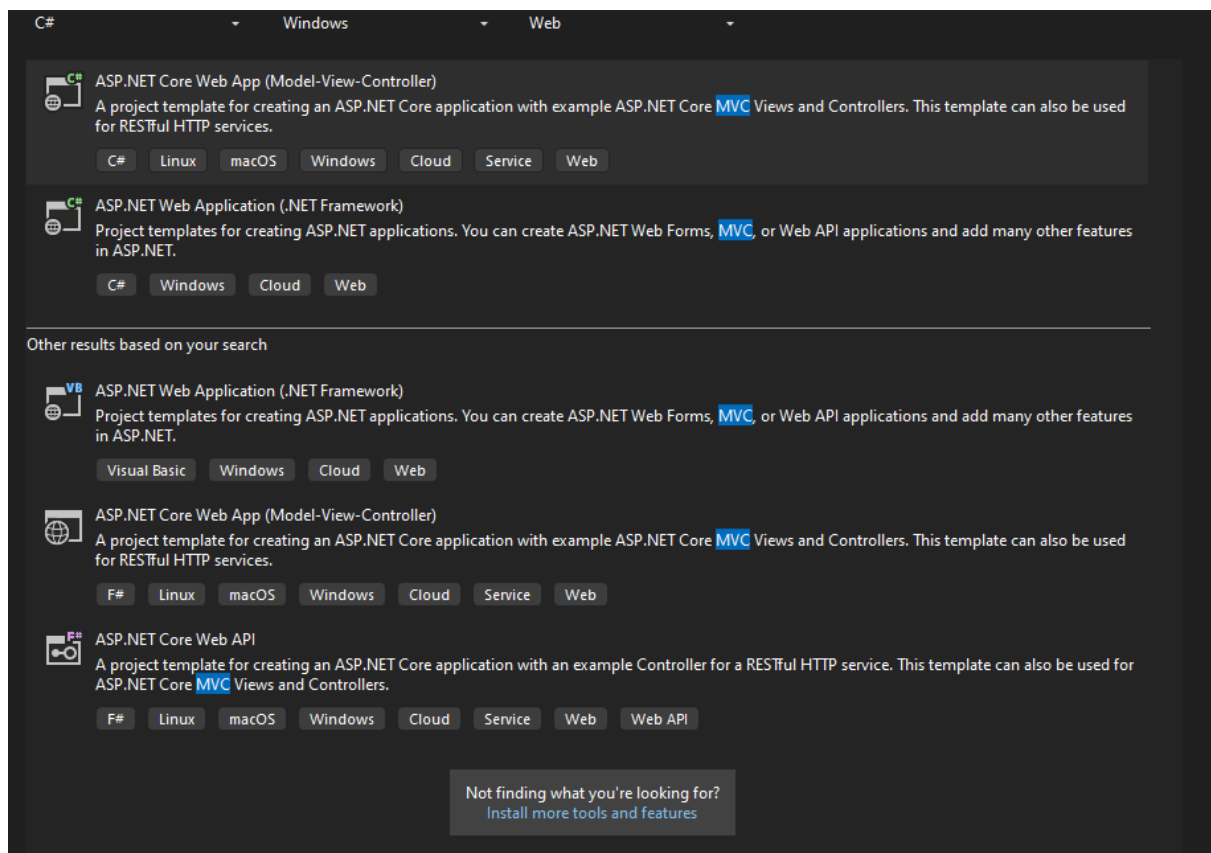 C# Windows Web
C#
ASP.NET Core Web App (Model-View-Controller)
A project template for creating an ASP.NET Core application with example ASP.NET Core MVC Views and Controllers. This template can also be used
for RESTful HTTP services.
C# Linux macOS Windows Cloud Service Web
C#
ASP.NET Web Application (.NET Framework)
Project templates for creating ASP.NET applications. You can create ASP.NET Web Forms, MVC, or Web API applications and add many other features
in ASP.NET.
C# Windows Cloud Web
Other results based on your search
VB
ASP.NET Web Application (.NET Framework)
Project templates for creating ASP.NET applications. You can create ASP.NET Web Forms, MVC, or Web API applications and add many other features
in ASP.NET.
Visual Basic Windows Cloud Web
ASP.NET Core Web App (Model-View-Controller)
A project template for creating an ASP.NET Core application with example ASP.NET Core MVC Views and Controllers. This template can also be used
for RESTful HTTP services.
F# Linux macOS Windows Cloud Service Web
F#
ASP.NET Core Web API
A project template for creating an ASP.NET Core application with an example Controller for a RESTful HTTP service. This template can also be used for
ASP.NET Core MVC Views and Controllers.
F# Linux macOS Windows Cloud Service Web Web API
Not finding what you're looking for?
Install more tools and features